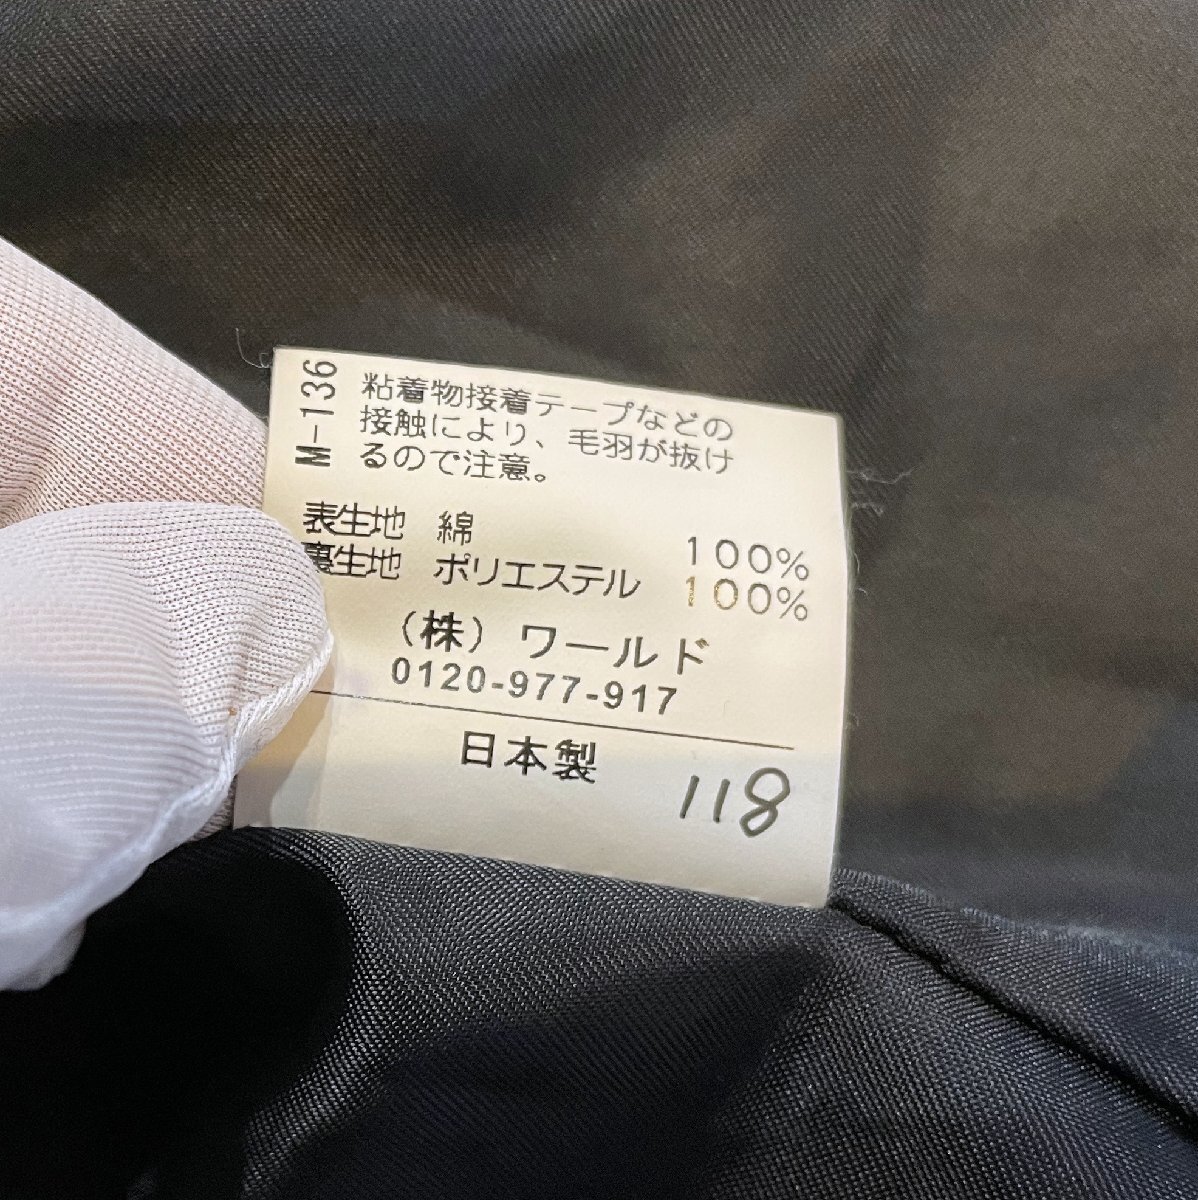 M-136
粘着物接着テープなどの
接触により、毛羽が抜け
るので注意。
表生地 綿 100%
裏生地 ポリエステル 100%
(株) ワールド
0120-977-917
日本製
118